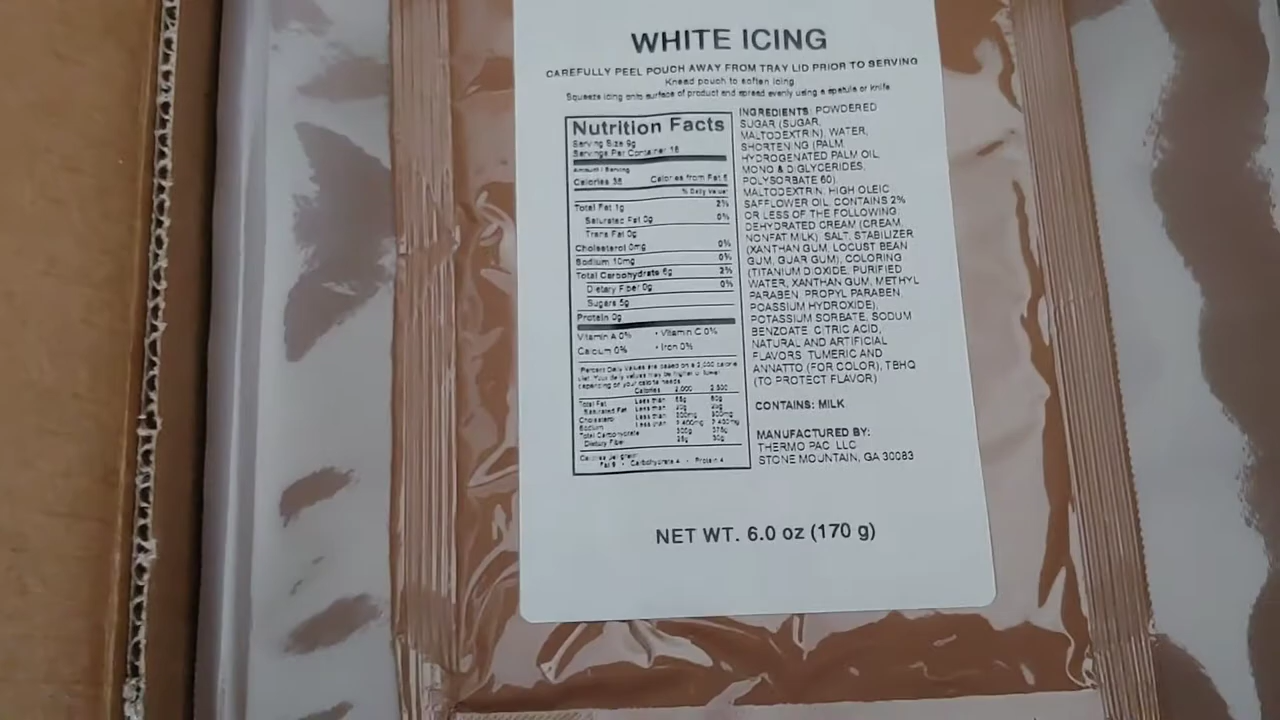 WHITE ICING
CAREFULLY PEEL POUCH AWAY FROM TRAY LID PRIOR TO SERVING
Knead pouch to soften icing.
Squeeze icing onto surface of product and spread evenly using a spatula or knife
Nutrition Facts
Serving Size 9g
Servings Per Container 18
Amount / Serving
Calories 35 Calories from Fat 5
% Daily Value*
Total Fat 1g 2%
Saturated Fat 0g 0%
Trans Fat 0g
Cholesterol 0mg 0%
Sodium 10mg 0%
Total Carbohydrate 6g 2%
Dietary Fiber 0g 0%
Sugars 5g
Protein 0g
Vitamin A 0% • Vitamin C 0%
Calcium 0% • Iron 0%
*Percent Daily Values are based on a 2,000 calorie
diet. Your daily values may be higher or lower
depending on your calorie needs
Calories 2,000 2,500
Total Fat Less than 65g 80g
Saturated Fat Less than 20g 25g
Cholesterol Less than 300mg 300mg
Sodium Less than 2,400mg 2,400mg
Total Carbohydrate 300g 375g
Dietary Fiber 25g 30g
Calories per gram
Fat 9 • Carbohydrate 4 • Protein 4
INGREDIENTS: POWDERED
SUGAR (SUGAR,
MALTODEXTRIN), WATER,
SHORTENING (PALM,
HYDROGENATED PALM OIL,
MONO & DIGLYCERIDES,
POLYSORBATE 60),
MALTODEXTRIN, HIGH OLEIC
SAFFLOWER OIL, CONTAINS 2%
OR LESS OF THE FOLLOWING:
DEHYDRATED CREAM (CREAM,
NONFAT MILK), SALT, STABILIZER
(XANTHAN GUM, LOCUST BEAN
GUM, GUAR GUM), COLORING
(TITANIUM DIOXIDE, PURIFIED
WATER, XANTHAN GUM, METHYL
PARABEN, PROPYL PARABEN,
POASSIUM HYDROXIDE),
POTASSIUM SORBATE, SODUM
BENZOATE, CITRIC ACID,
NATURAL AND ARTIFICIAL
FLAVORS, TUMERIC AND
ANNATTO (FOR COLOR), TBHQ
(TO PROTECT FLAVOR)
CONTAINS: MILK
MANUFACTURED BY:
THERMO PAC, LLC
STONE MOUNTAIN, GA 30083
NET WT. 6.0 oz (170 g)